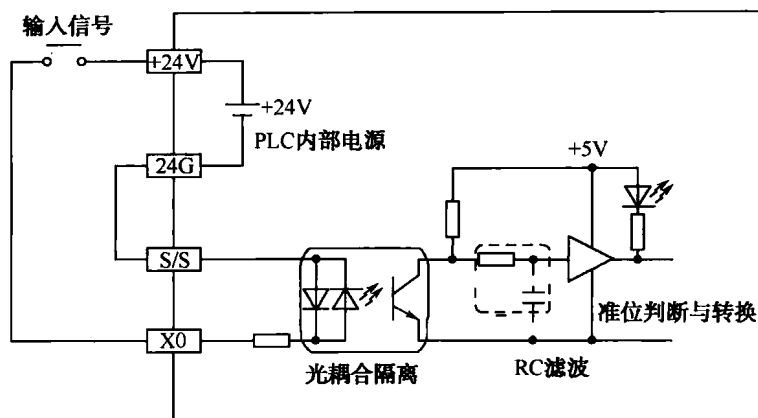 输入信号
+24V
+24V
PLC内部电源
24G
+5V
S/S
X0
准位判断与转换
光耦合隔离
RC滤波